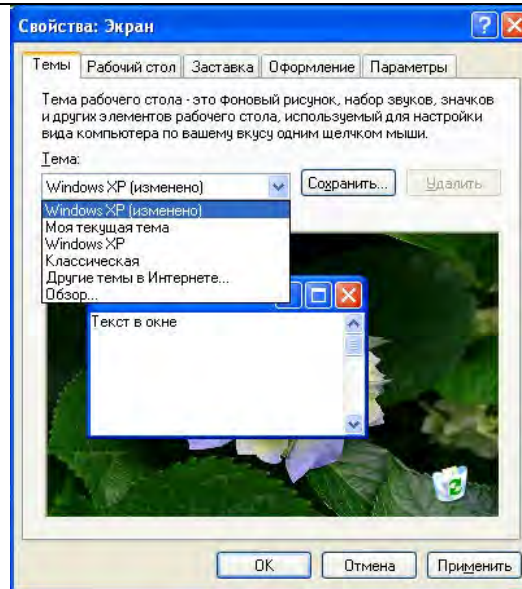 Свойства: Экран
Темы Рабочий стол Заставка Оформление Параметры
Тема рабочего стола - это фоновый рисунок, набор звуков, значков
и других элементов рабочего стола, используемый для настройки
вида компьютера по вашему вкусу одним щелчком мыши.
Тема:
Windows XP (изменено) Сохранить... Удалить
Windows XP (изменено)
Моя текущая тема
Windows XP
Классическая
Другие темы в Интернете...
Обзор...
Текст в окне
OK Отмена Применить